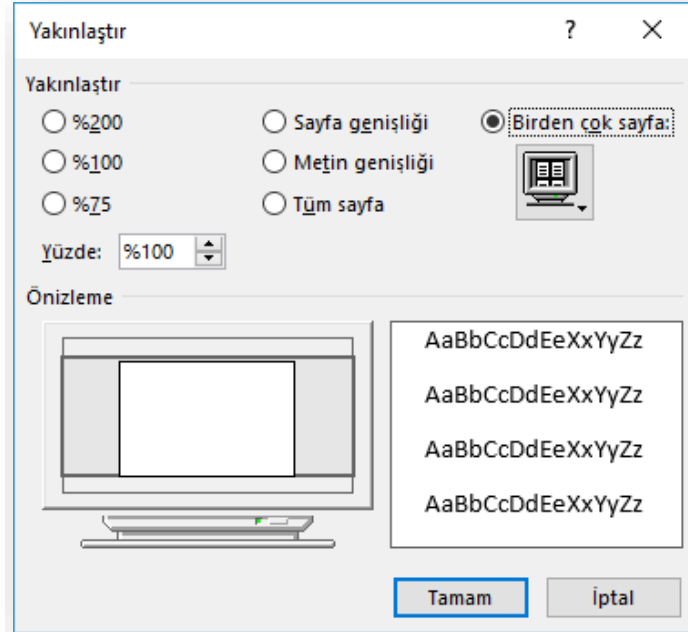 Yakınlaştır ?
Yakınlaştır
%200 Sayfa genişliği Birden çok sayfa:
%100 Metin genişliği
%75 Tüm sayfa
Yüzde: %100
Önizleme
AaBbCcDdEeXxYyZz
AaBbCcDdEeXxYyZz
AaBbCcDdEeXxYyZz
AaBbCcDdEeXxYyZz
Tamam İptal